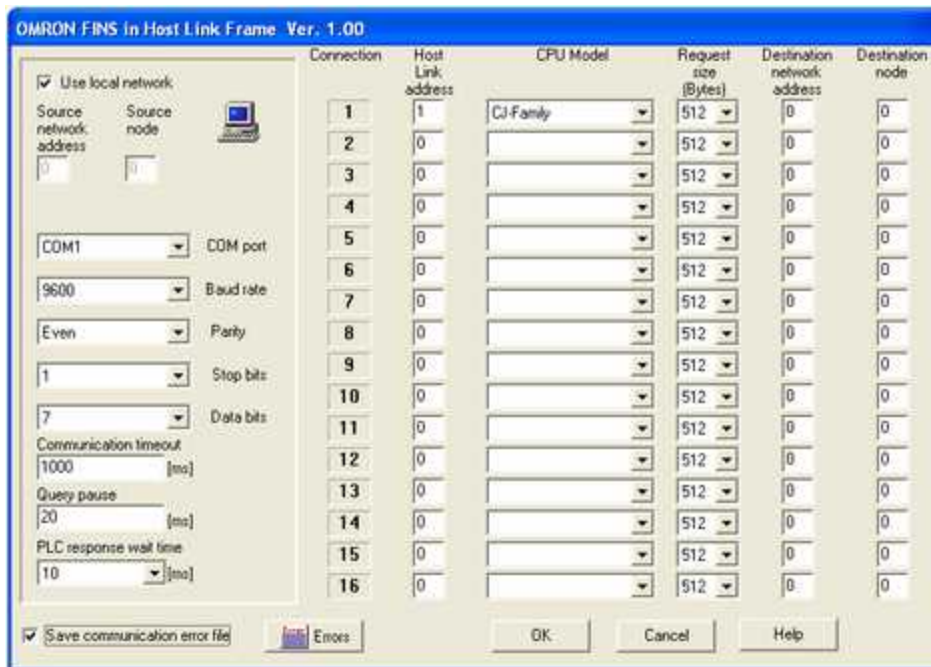 OMRON FINS in Host Link Frame Ver. 1.00
Use local network
Source network address
Source node
0 0
COM1 COM port
9600 Baud rate
Even Parity
1 Stop bits
7 Data bits
Communication timeout
1000 [ms]
Query pause
20 [ms]
PLC response wait time
10 [ms]
Connection Host Link address CPU Model Request size (Bytes) Destination network address Destination node
1 1 CJ-Family 512 0 0
2 0 512 0 0
3 0 512 0 0
4 0 512 0 0
5 0 512 0 0
6 0 512 0 0
7 0 512 0 0
8 0 512 0 0
9 0 512 0 0
10 0 512 0 0
11 0 512 0 0
12 0 512 0 0
13 0 512 0 0
14 0 512 0 0
15 0 512 0 0
16 0 512 0 0
Save communication error file Errors OK Cancel Help